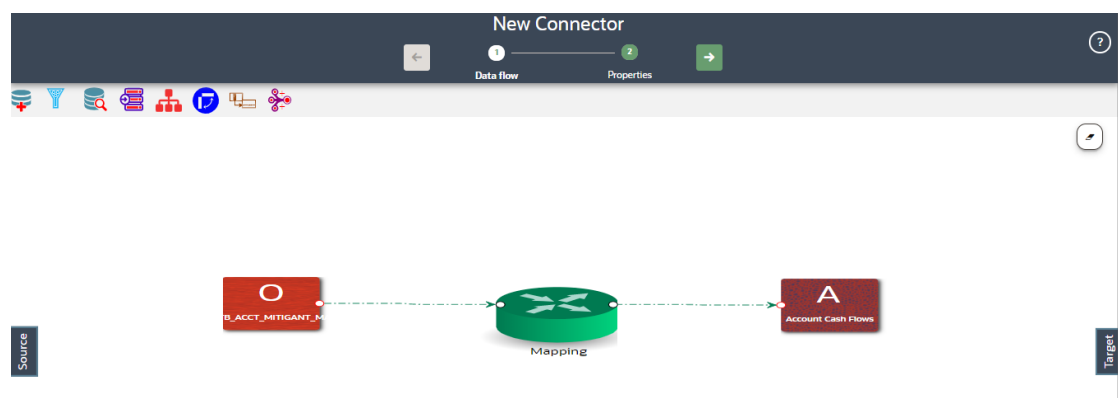 New Connector
?
1
2
Data flow
Properties
O
B_ACCT_MITIGANT_M
A
Account Cash Flows
Mapping
Source
Target